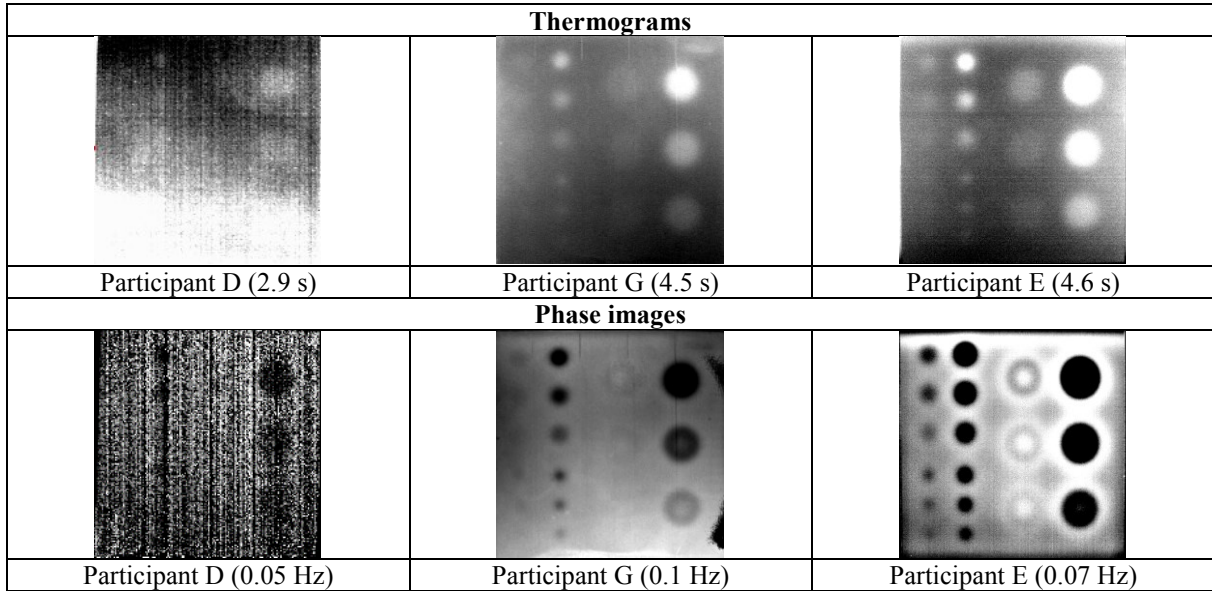 Thermograms
Participant D (2.9 s) Participant G (4.5 s) Participant E (4.6 s)
Phase images
Participant D (0.05 Hz) Participant G (0.1 Hz) Participant E (0.07 Hz)